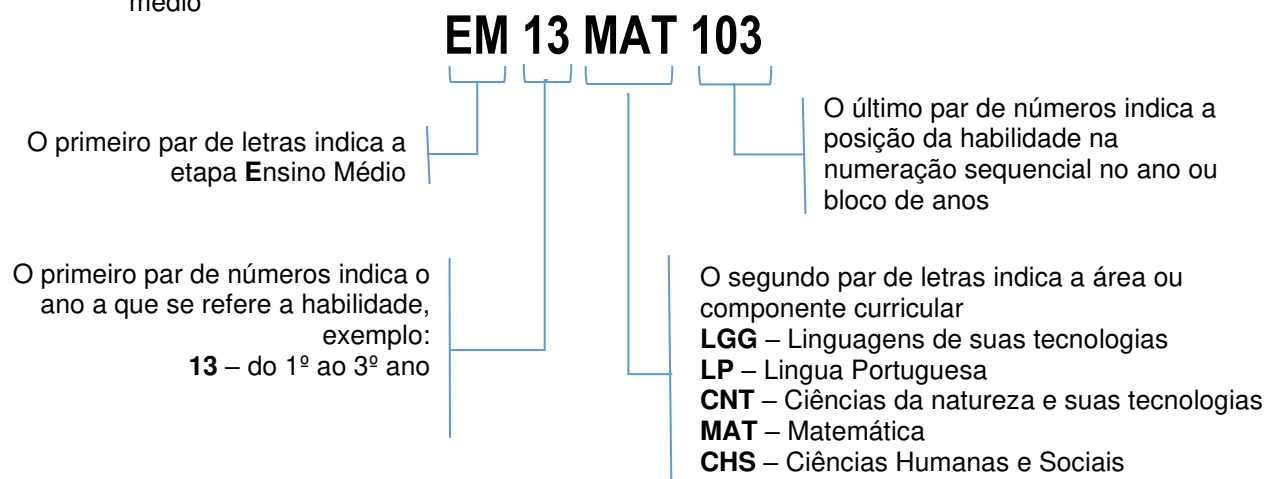 médio
EM 13 MAT 103
O primeiro par de letras indica a
etapa Ensino Médio
O último par de números indica a
posição da habilidade na
numeração sequencial no ano ou
bloco de anos
O primeiro par de números indica o
ano a que se refere a habilidade,
exemplo:
13 – do 1º ao 3º ano
O segundo par de letras indica a área ou
componente curricular
LGG – Linguagens de suas tecnologias
LP – Lingua Portuguesa
CNT – Ciências da natureza e suas tecnologias
MAT – Matemática
CHS – Ciências Humanas e Sociais